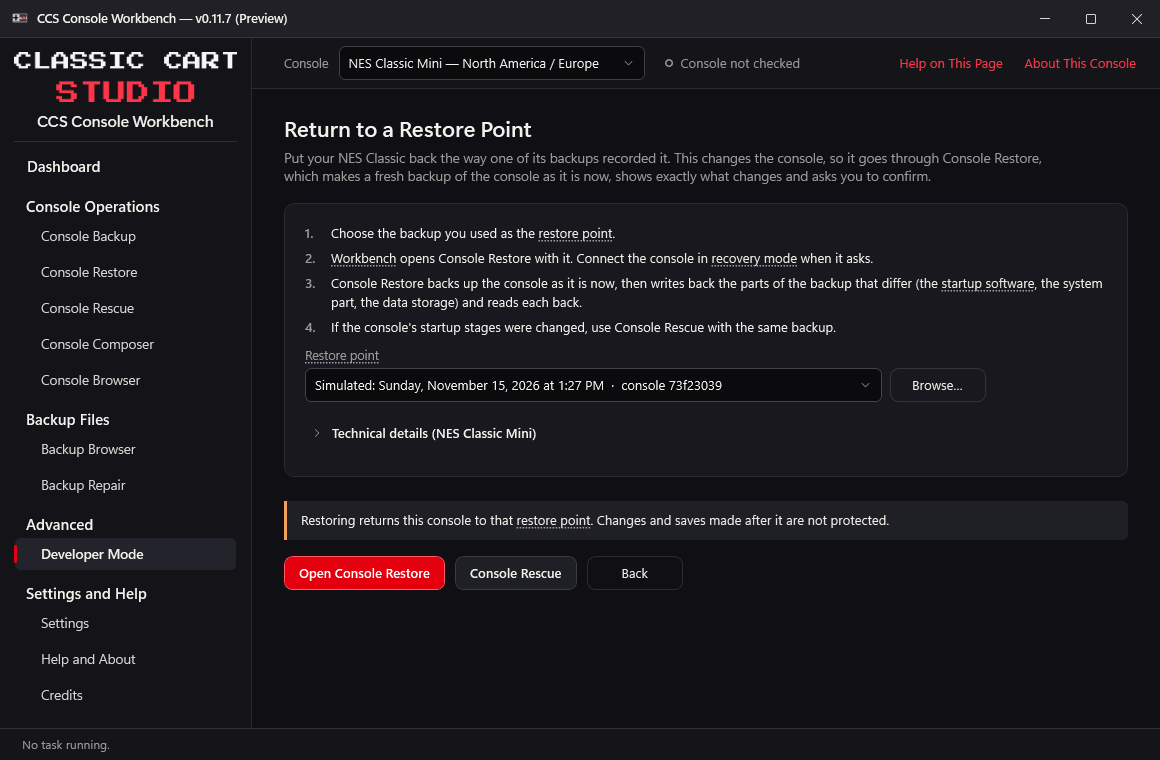 CCS Console Workbench — v0.11.7 (Preview)
CLASSIC CART
STUDIO
CCS Console Workbench
Console
NES Classic Mini — North America / Europe
Console not checked
Help on This Page
About This Console
Dashboard
Console Operations
Console Backup
Console Restore
Console Rescue
Console Composer
Console Browser
Backup Files
Backup Browser
Backup Repair
Advanced
Developer Mode
Settings and Help
Settings
Help and About
Credits
Return to a Restore Point
Put your NES Classic back the way one of its backups recorded it. This changes the console, so it goes through Console Restore,
which makes a fresh backup of the console as it is now, shows exactly what changes and asks you to confirm.
1. Choose the backup you used as the restore point.
2. Workbench opens Console Restore with it. Connect the console in recovery mode when it asks.
3. Console Restore backs up the console as it is now, then writes back the parts of the backup that differ (the startup software, the system
part, the data storage) and reads each back.
4. If the console's startup stages were changed, use Console Rescue with the same backup.
Restore point
Simulated: Sunday, November 15, 2026 at 1:27 PM · console 73f23039
Browse...
Technical details (NES Classic Mini)
Restoring returns this console to that restore point. Changes and saves made after it are not protected.
Open Console Restore
Console Rescue
Back
No task running.